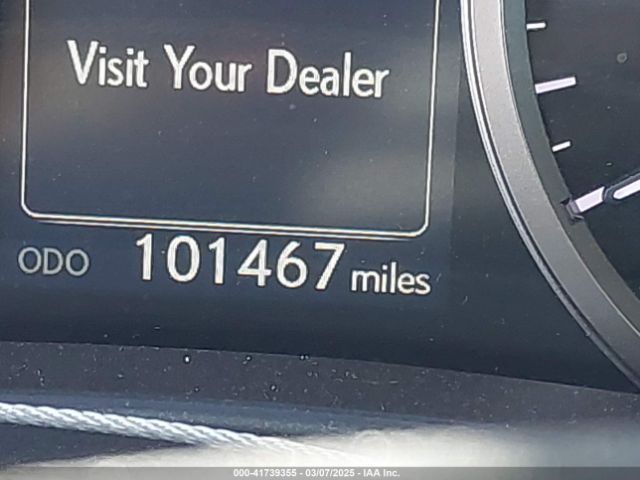 Visit Your Dealer
ODO 101467 miles
000-41739355 - 03/07/2025 - IAA Inc.